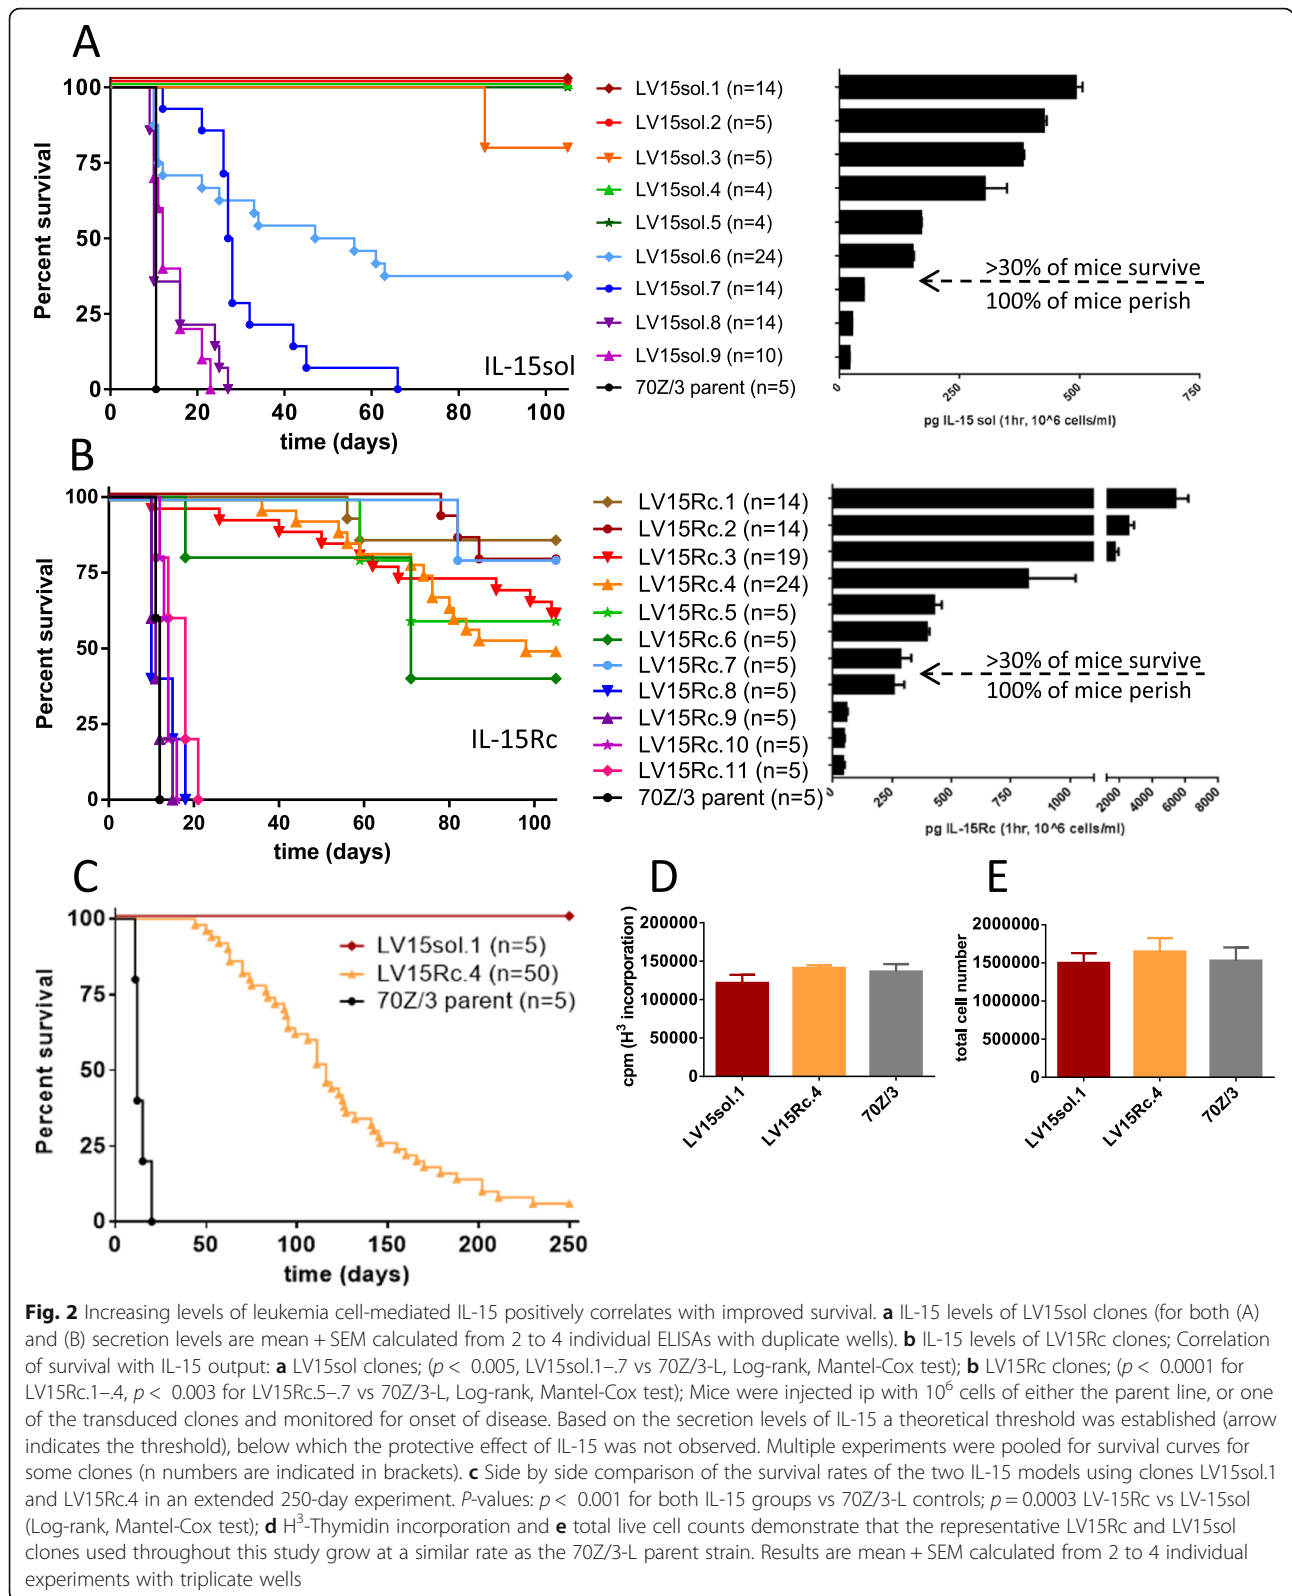 A
Percent survival
100
75
50
25
0
0 20 40 60 80 100
time (days)
IL-15sol
LV15sol.1 (n=14)
LV15sol.2 (n=5)
LV15sol.3 (n=5)
LV15sol.4 (n=4)
LV15sol.5 (n=4)
LV15sol.6 (n=24)
LV15sol.7 (n=14)
LV15sol.8 (n=14)
LV15sol.9 (n=10)
70Z/3 parent (n=5)
>30% of mice survive
100% of mice perish
0 250 500 750
pg IL-15 sol (1hr, 10^6 cells/ml)
B
Percent survival
100
75
50
25
0
0 20 40 60 80 100
time (days)
IL-15Rc
LV15Rc.1 (n=14)
LV15Rc.2 (n=14)
LV15Rc.3 (n=19)
LV15Rc.4 (n=24)
LV15Rc.5 (n=5)
LV15Rc.6 (n=5)
LV15Rc.7 (n=5)
LV15Rc.8 (n=5)
LV15Rc.9 (n=5)
LV15Rc.10 (n=5)
LV15Rc.11 (n=5)
70Z/3 parent (n=5)
>30% of mice survive
100% of mice perish
0 250 500 750 1000 2000 4000 6000 8000
pg IL-15Rc (1hr, 10^6 cells/ml)
C
Percent survival
100
75
50
25
0
0 50 100 150 200 250
time (days)
LV15sol.1 (n=5)
LV15Rc.4 (n=50)
70Z/3 parent (n=5)
D
cpm (H³ incorporation )
200000
150000
100000
50000
0
LV15sol.1 LV15Rc.4 70Z/3
E
total cell number
2000000
1500000
1000000
500000
0
LV15sol.1 LV15Rc.4 70Z/3
Fig. 2 Increasing levels of leukemia cell-mediated IL-15 positively correlates with improved survival. a IL-15 levels of LV15sol clones (for both (A)
and (B) secretion levels are mean + SEM calculated from 2 to 4 individual ELISAs with duplicate wells). b IL-15 levels of LV15Rc clones; Correlation
of survival with IL-15 output: a LV15sol clones; (p < 0.005, LV15sol.1–.7 vs 70Z/3-L, Log-rank, Mantel-Cox test); b LV15Rc clones; (p < 0.0001 for
LV15Rc.1–.4, p < 0.003 for LV15Rc.5–.7 vs 70Z/3-L, Log-rank, Mantel-Cox test); Mice were injected ip with 10⁶ cells of either the parent line, or one
of the transduced clones and monitored for onset of disease. Based on the secretion levels of IL-15 a theoretical threshold was established (arrow
indicates the threshold), below which the protective effect of IL-15 was not observed. Multiple experiments were pooled for survival curves for
some clones (n numbers are indicated in brackets). c Side by side comparison of the survival rates of the two IL-15 models using clones LV15sol.1
and LV15Rc.4 in an extended 250-day experiment. P-values: p < 0.001 for both IL-15 groups vs 70Z/3-L controls; p = 0.0003 LV-15Rc vs LV-15sol
(Log-rank, Mantel-Cox test); d H³-Thymidin incorporation and e total live cell counts demonstrate that the representative LV15Rc and LV15sol
clones used throughout this study grow at a similar rate as the 70Z/3-L parent strain. Results are mean + SEM calculated from 2 to 4 individual
experiments with triplicate wells